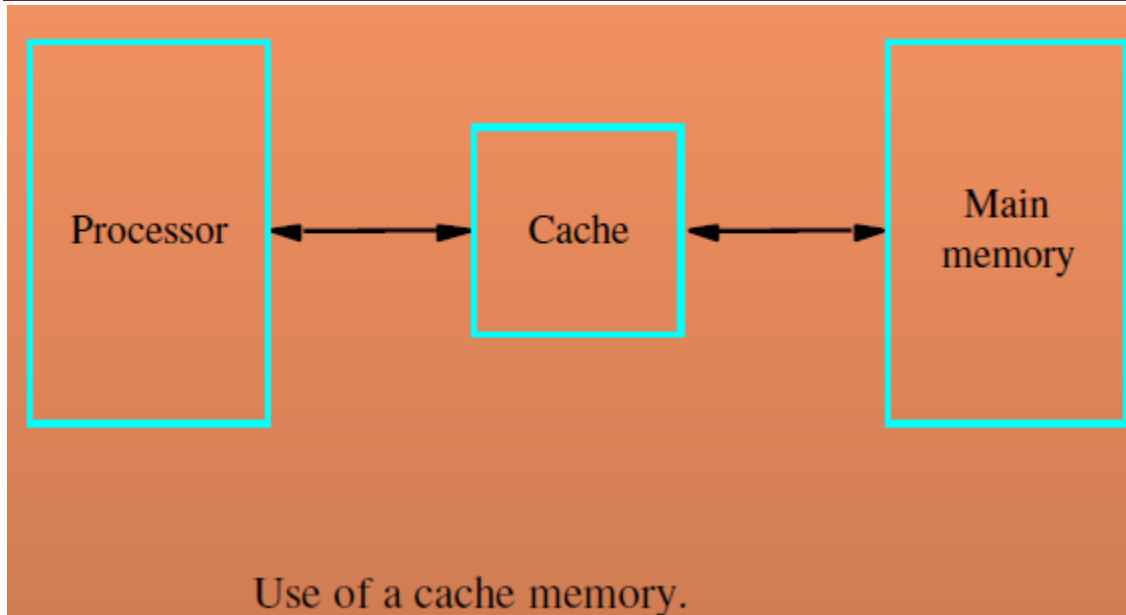 Processor
Cache
Main
memory
Use of a cache memory.